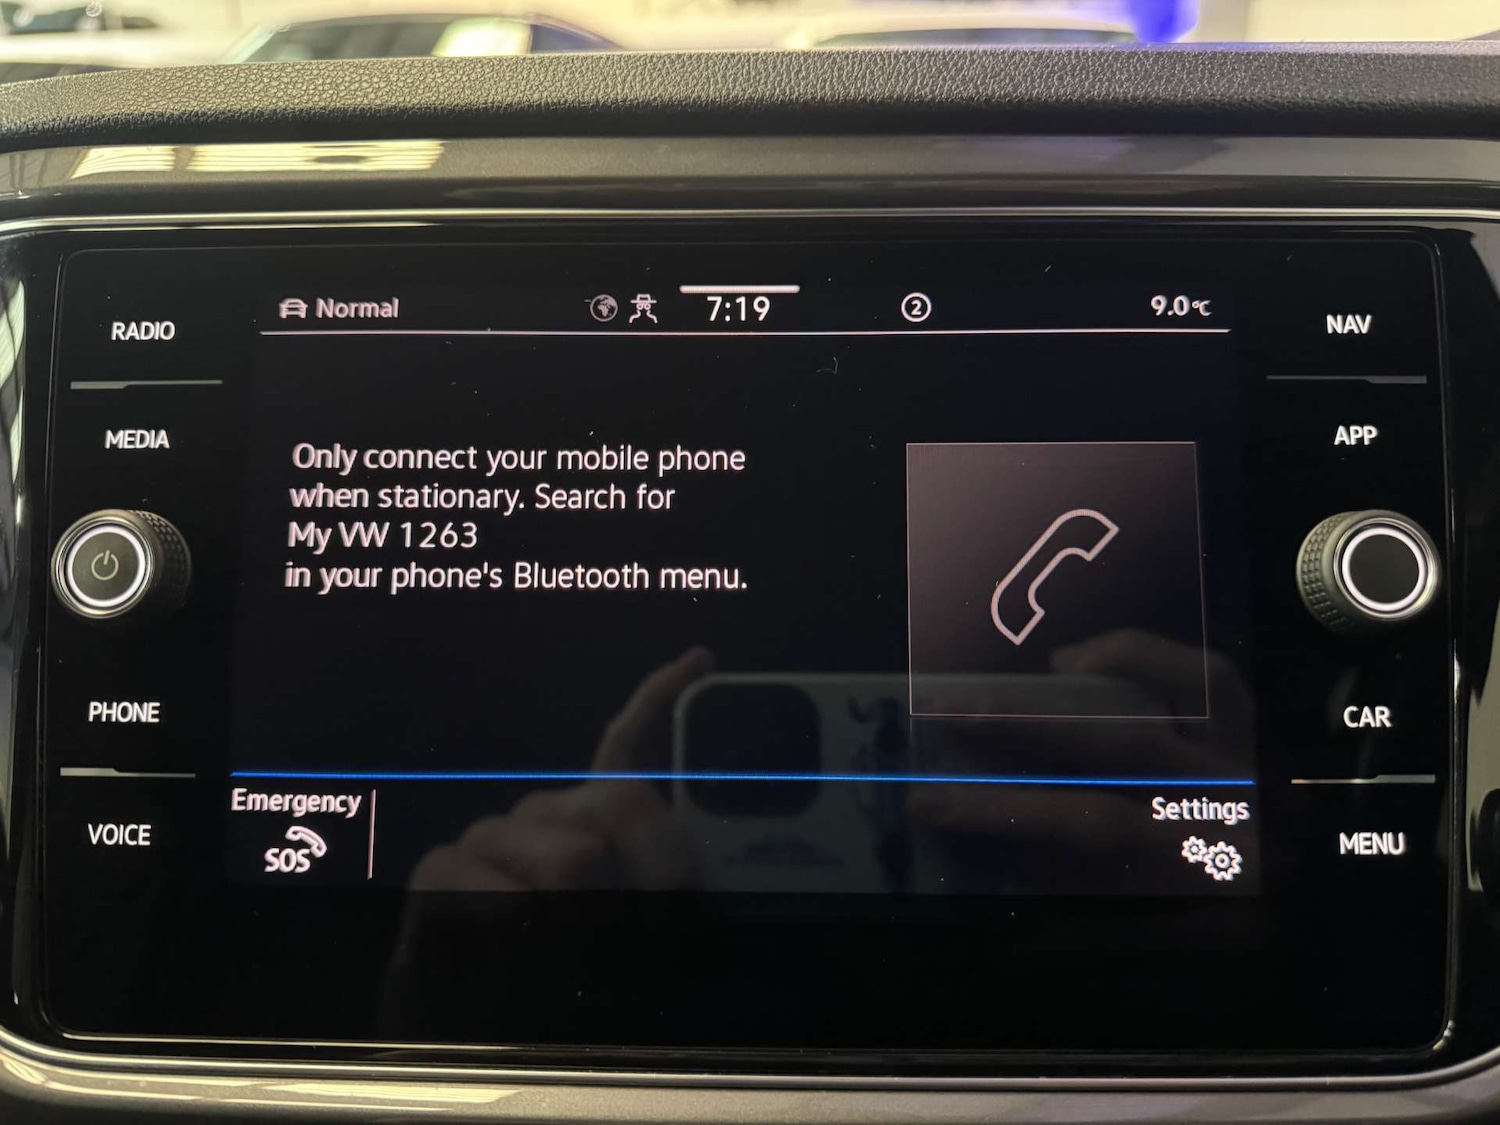 RADIO
MEDIA
PHONE
VOICE
Normal
7:19
2
9.0°C
Only connect your mobile phone
when stationary. Search for
My VW 1263
in your phone's Bluetooth menu.
Emergency
SOS
Settings
NAV
APP
CAR
MENU